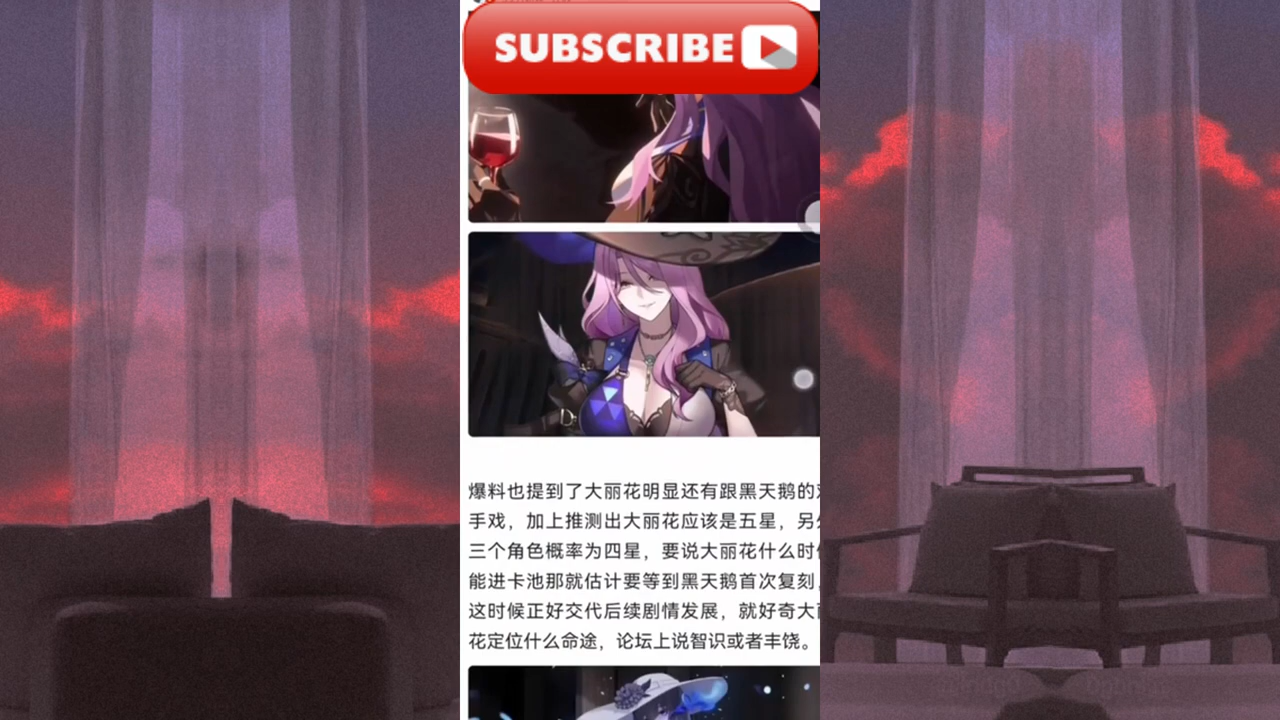 SUBSCRIBE
爆料也提到了大丽花明显还有跟黑天鹅的
手戏，加上推测出大丽花应该是五星，另
三个角色概率为四星，要说大丽花什么时
能进卡池那就估计要等到黑天鹅首次复刻
这时候正好交代后续剧情发展，就好奇大
花定位什么命途，论坛上说智识或者丰饶。